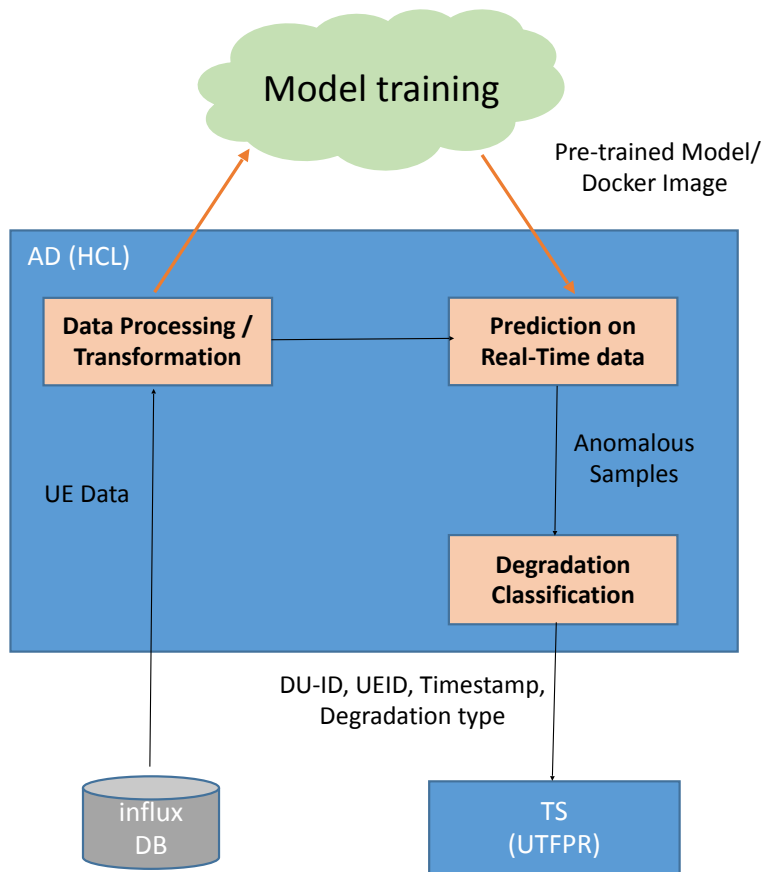 Model training
Pre-trained Model/
Docker Image
AD (HCL)
Data Processing /
Transformation
Prediction on
Real-Time data
UE Data
Anomalous
Samples
Degradation
Classification
DU-ID, UEID, Timestamp,
Degradation type
influx
DB
TS
(UTFPR)